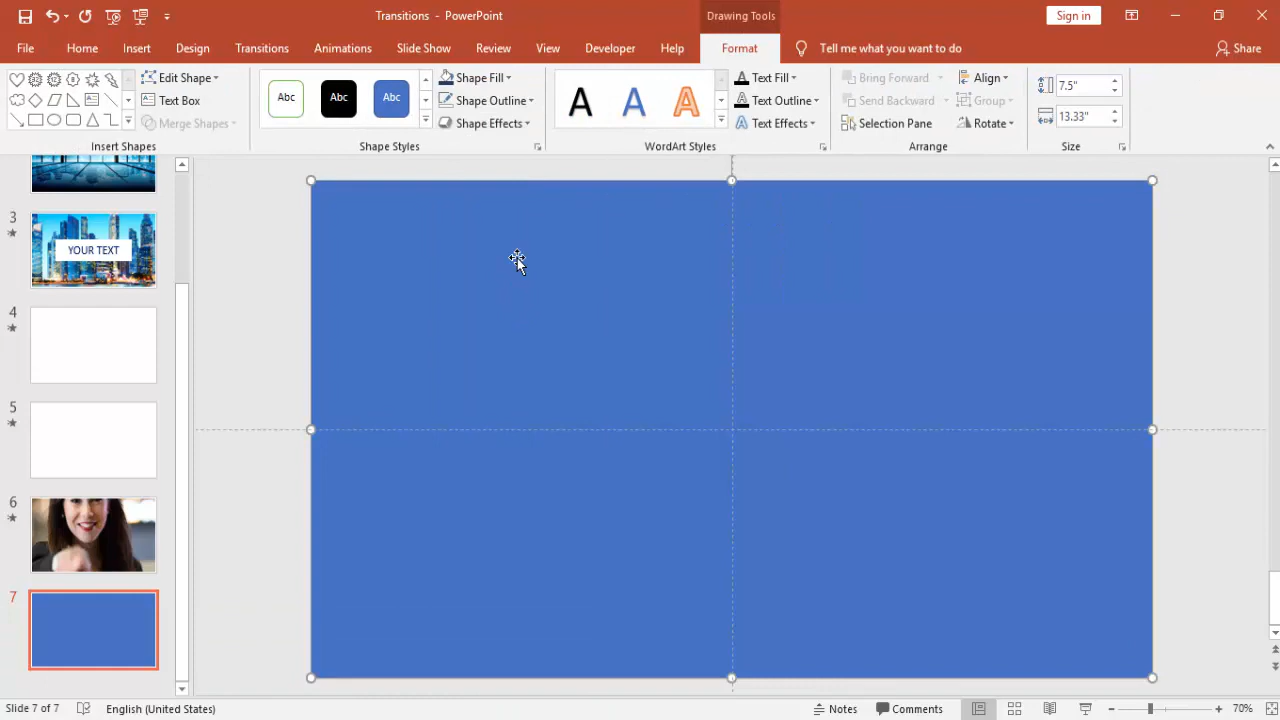 Transitions - PowerPoint
Drawing Tools
Sign in
File Home Insert Design Transitions Animations Slide Show Review View Developer Help Format Tell me what you want to do Share
Edit Shape
Text Box
Merge Shapes
Insert Shapes
Abc Abc Abc
Shape Fill
Shape Outline
Shape Effects
Shape Styles
A A A
Text Fill
Text Outline
Text Effects
WordArt Styles
Bring Forward
Send Backward
Selection Pane
Align
Group
Rotate
Arrange
7.5"
13.33"
Size
3
YOUR TEXT
4
5
6
7
Slide 7 of 7 English (United States) Notes Comments 70%